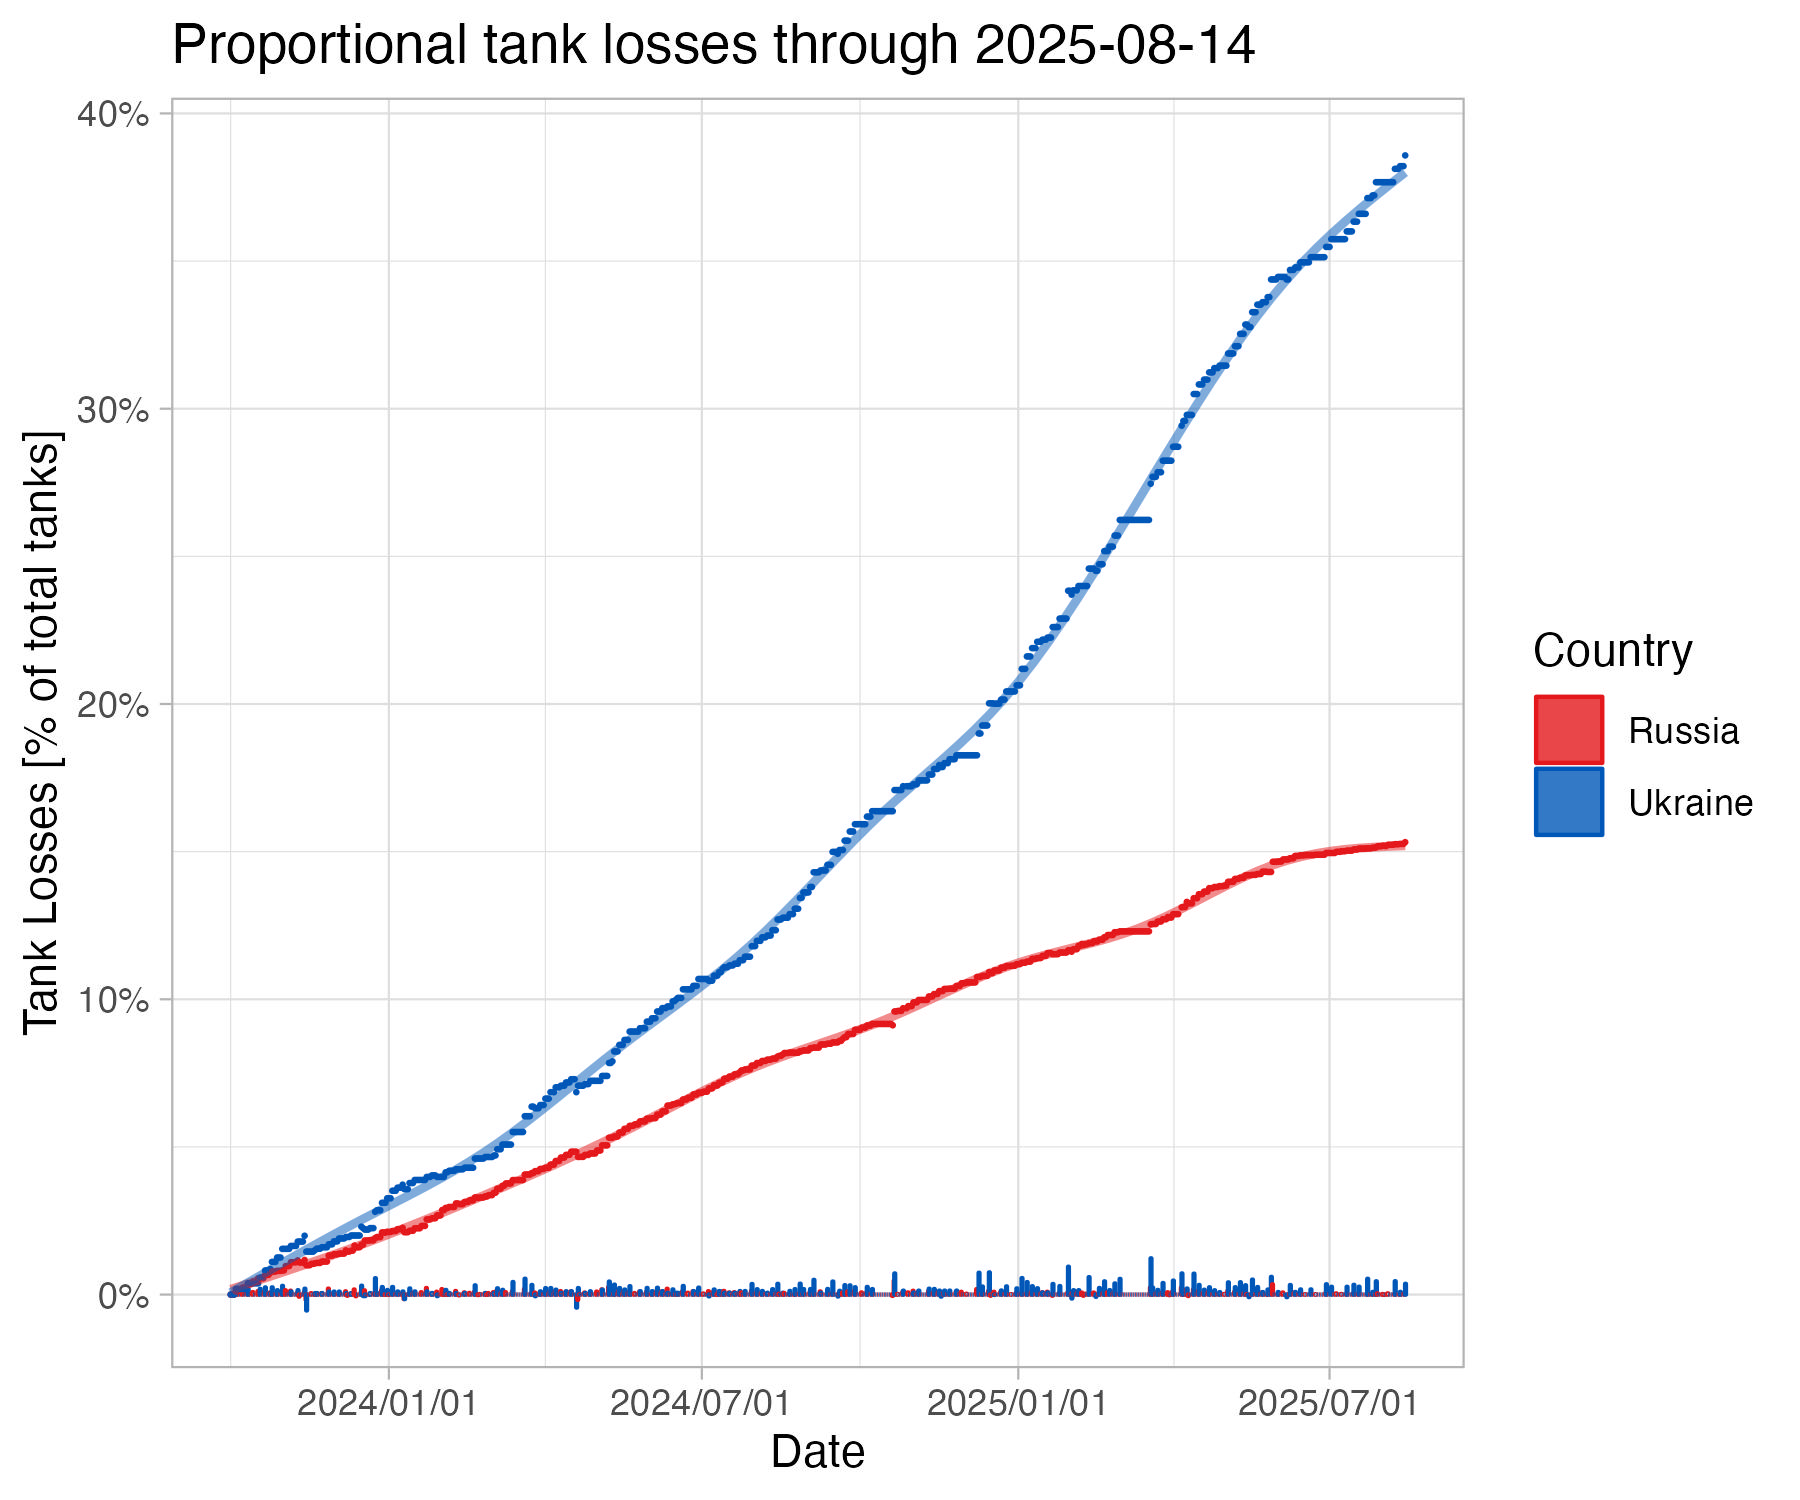 Proportional tank losses through 2025-08-14
Tank Losses [% of total tanks]
40%
30%
20%
10%
0%
2024/01/01
2024/07/01
2025/01/01
2025/07/01
Date
Country
Russia
Ukraine